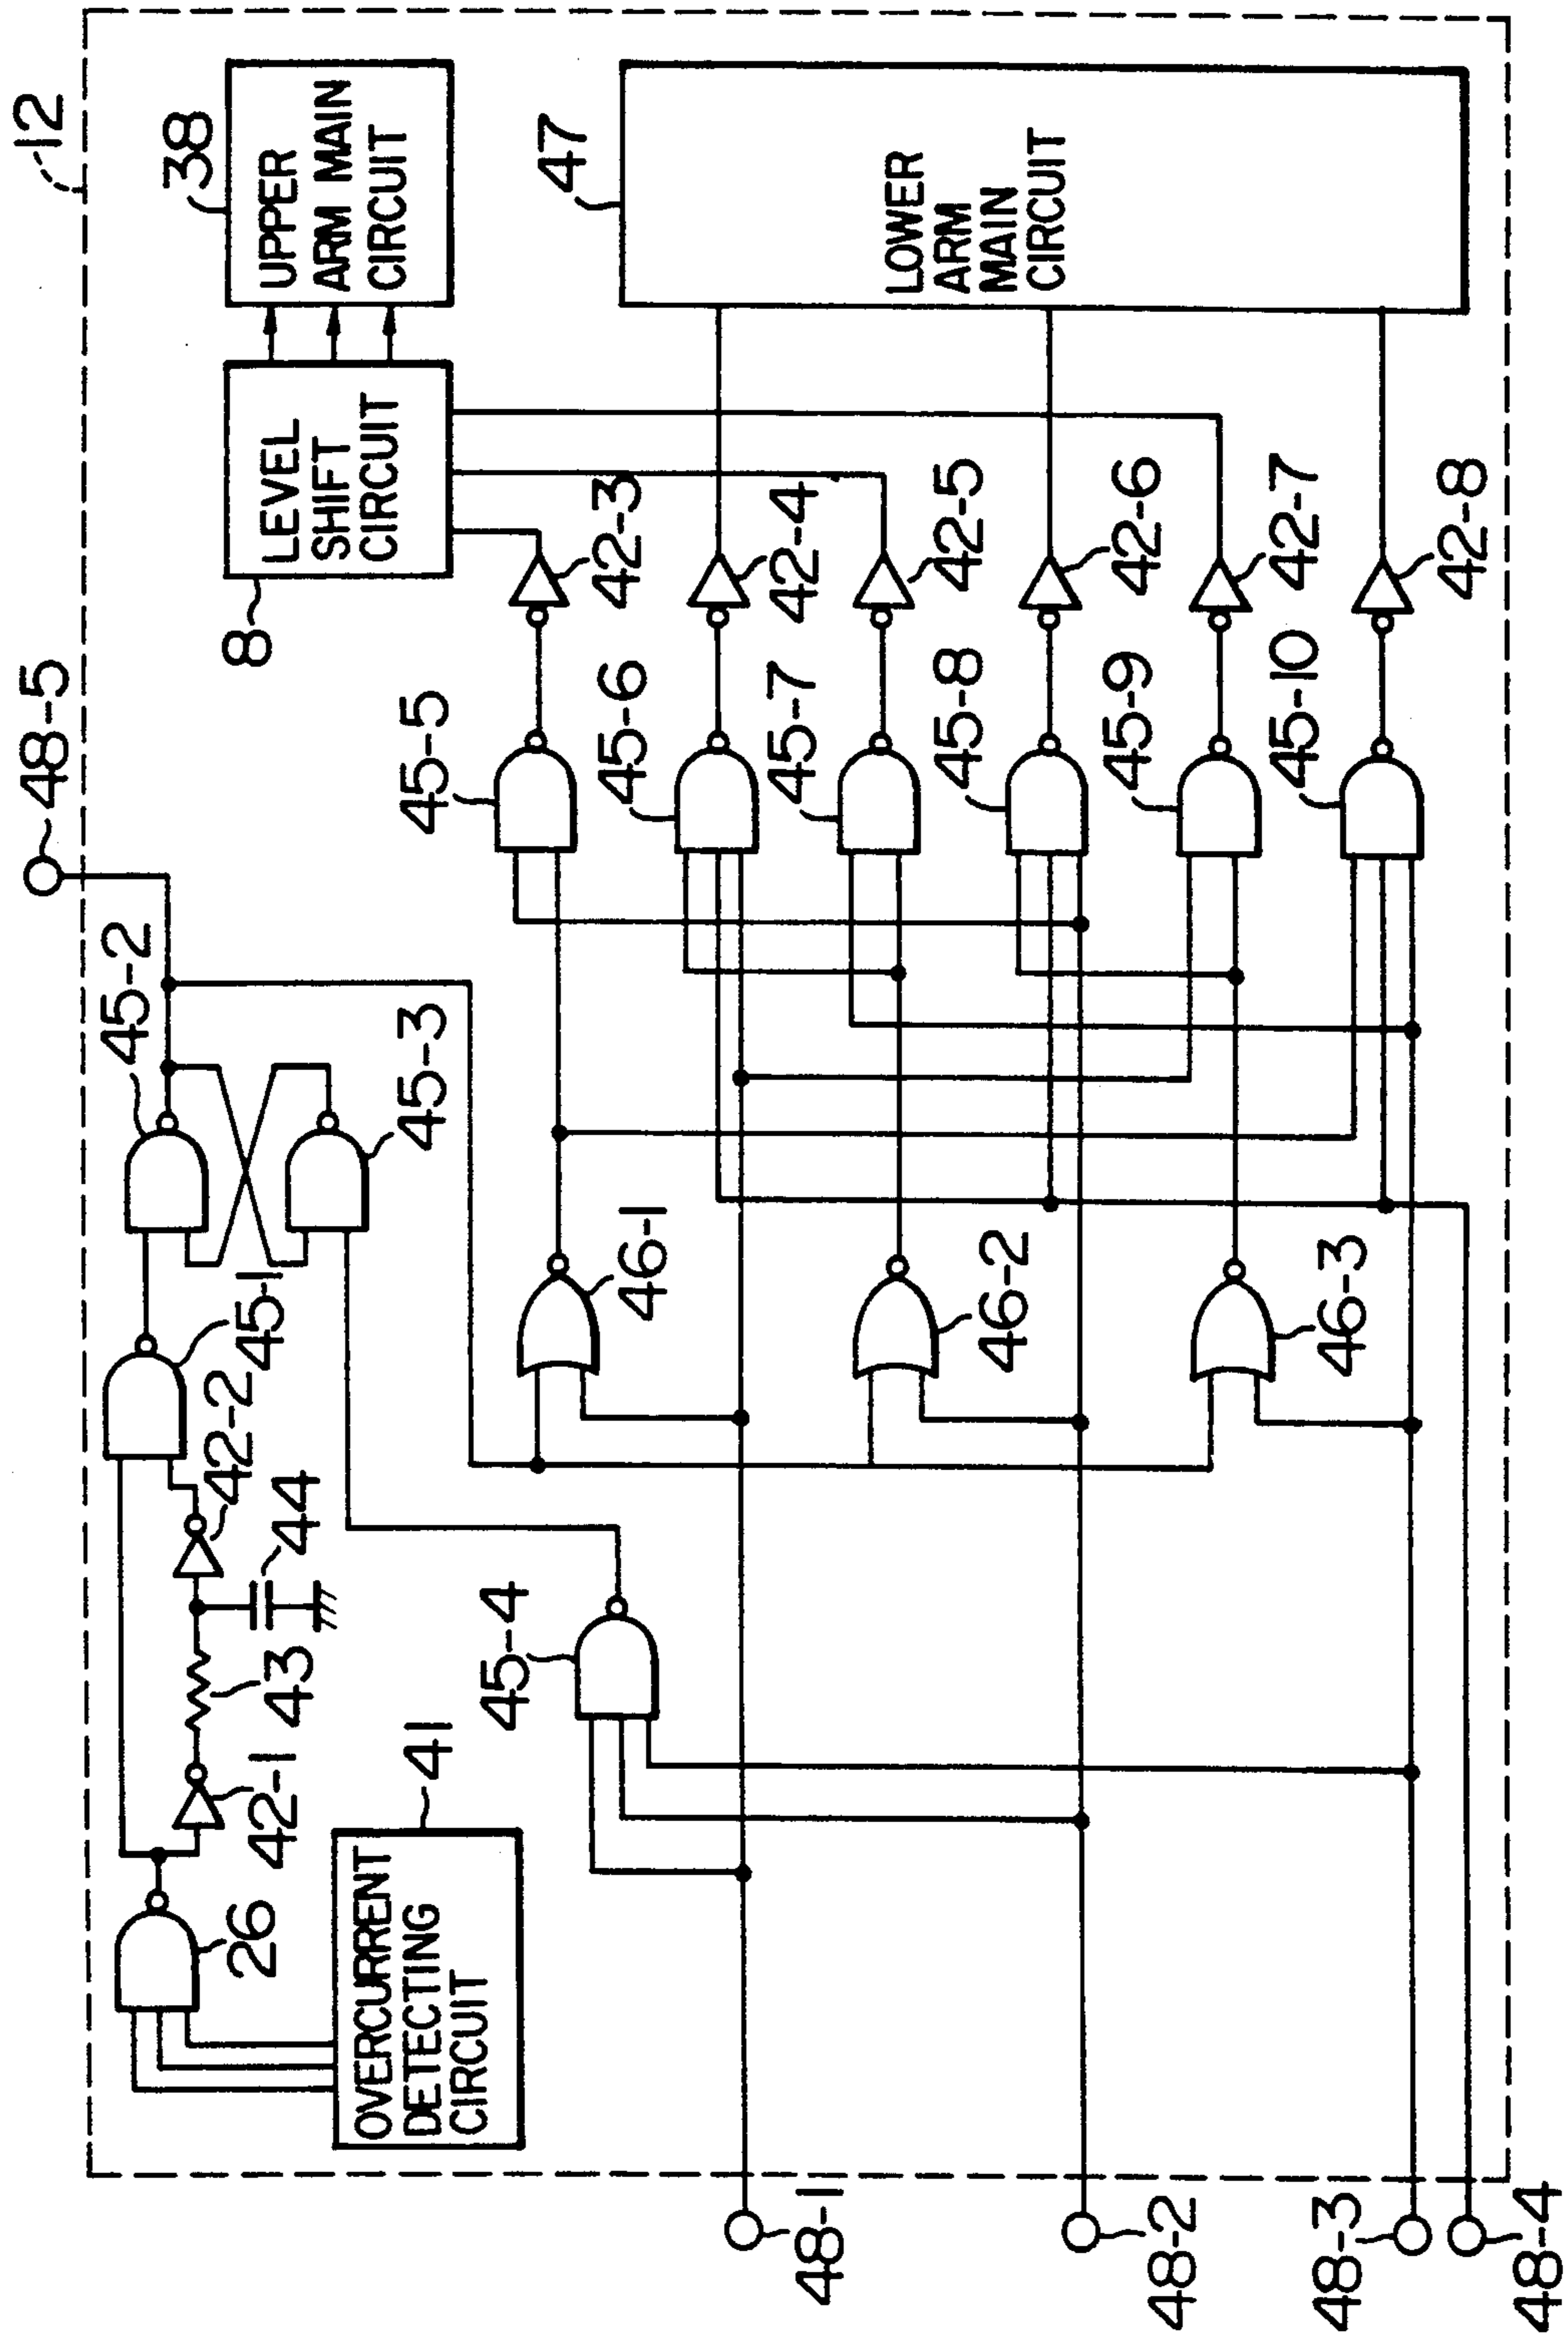 12
48-5
38
UPPER
ARM MAIN
CIRCUIT
LEVEL
SHIFT
CIRCUIT
8
47
LOWER
ARM
MAIN
CIRCUIT
45-2
45-3
45-1
42-2
44
43
42-1
26
41
OVERCURRENT
DETECTING
CIRCUIT
45-4
45-5
42-3
45-6
42-4
45-7
42-5
45-8
42-6
45-9
42-7
45-10
42-8
46-1
46-2
46-3
48-1
48-2
48-3
48-4